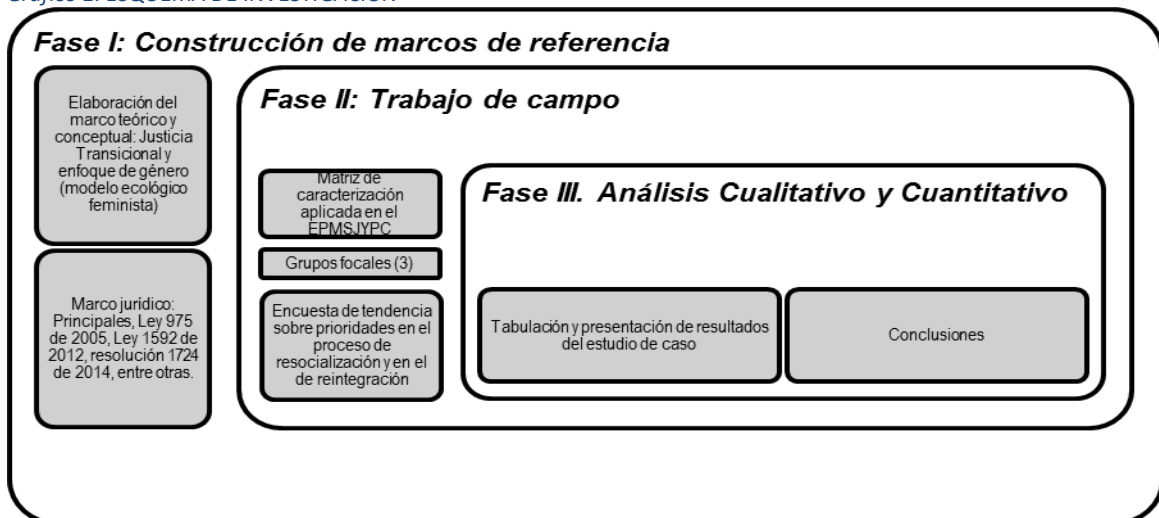 Fase I: Construcción de marcos de referencia
Elaboración del
marco teórico y
conceptual: Justicia
Transicional y
enfoque de género
(modelo ecológico
feminista)
Marco jurídico:
Principales, Ley 975
de 2005, Ley 1592 de
2012, resolución 1724
de 2014, entre otras.
Fase II: Trabajo de campo
Matriz de
caracterización
aplicada en el
EPMSJYPC
Grupos focales (3)
Encuesta de tendencia
sobre prioridades en el
proceso de
resocialización y en el
de reintegración
Fase III. Análisis Cualitativo y Cuantitativo
Tabulación y presentación de resultados
del estudio de caso
Conclusiones